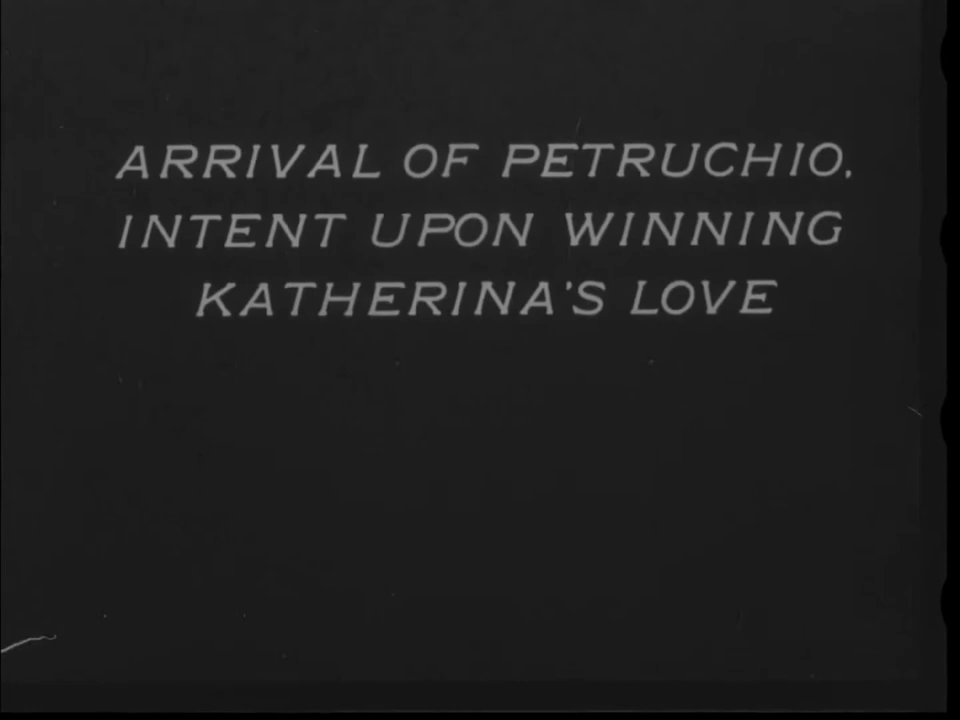 ARRIVAL OF PETRUCHIO,
INTENT UPON WINNING
KATHERINA'S LOVE